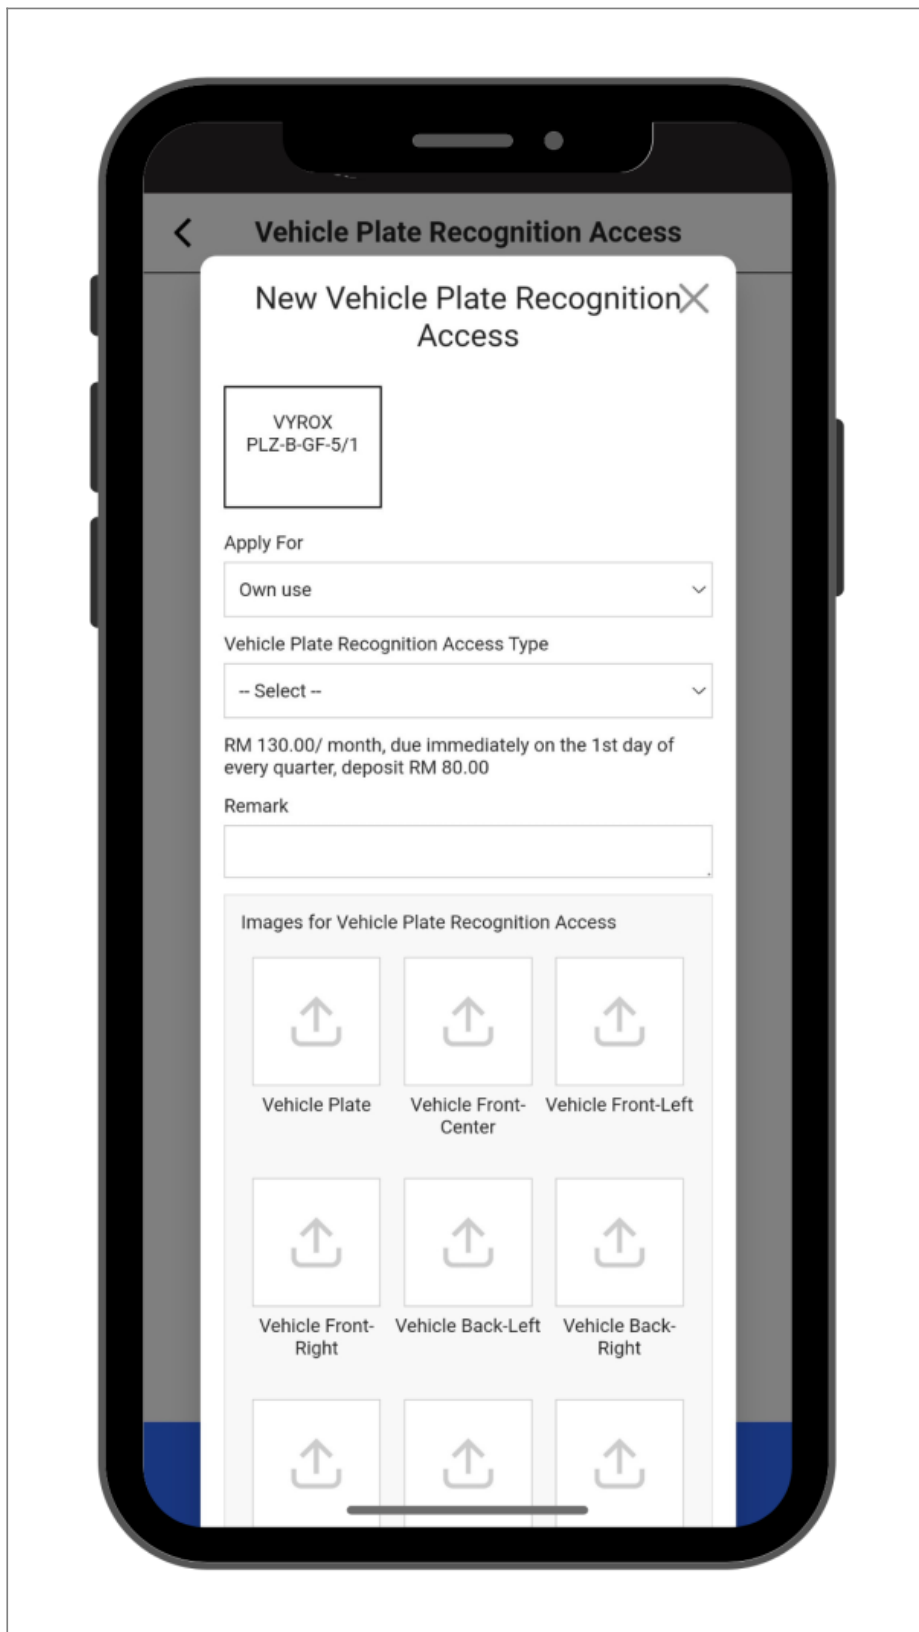 Vehicle Plate Recognition Access
New Vehicle Plate Recognition
Access
VYROX
PLZ-B-GF-5/1
Apply For
Own use
Vehicle Plate Recognition Access Type
-- Select --
RM 130.00/ month, due immediately on the 1st day of
every quarter, deposit RM 80.00
Remark
Images for Vehicle Plate Recognition Access
Vehicle Plate
Vehicle Front-
Center
Vehicle Front-Left
Vehicle Front-
Right
Vehicle Back-Left
Vehicle Back-
Right